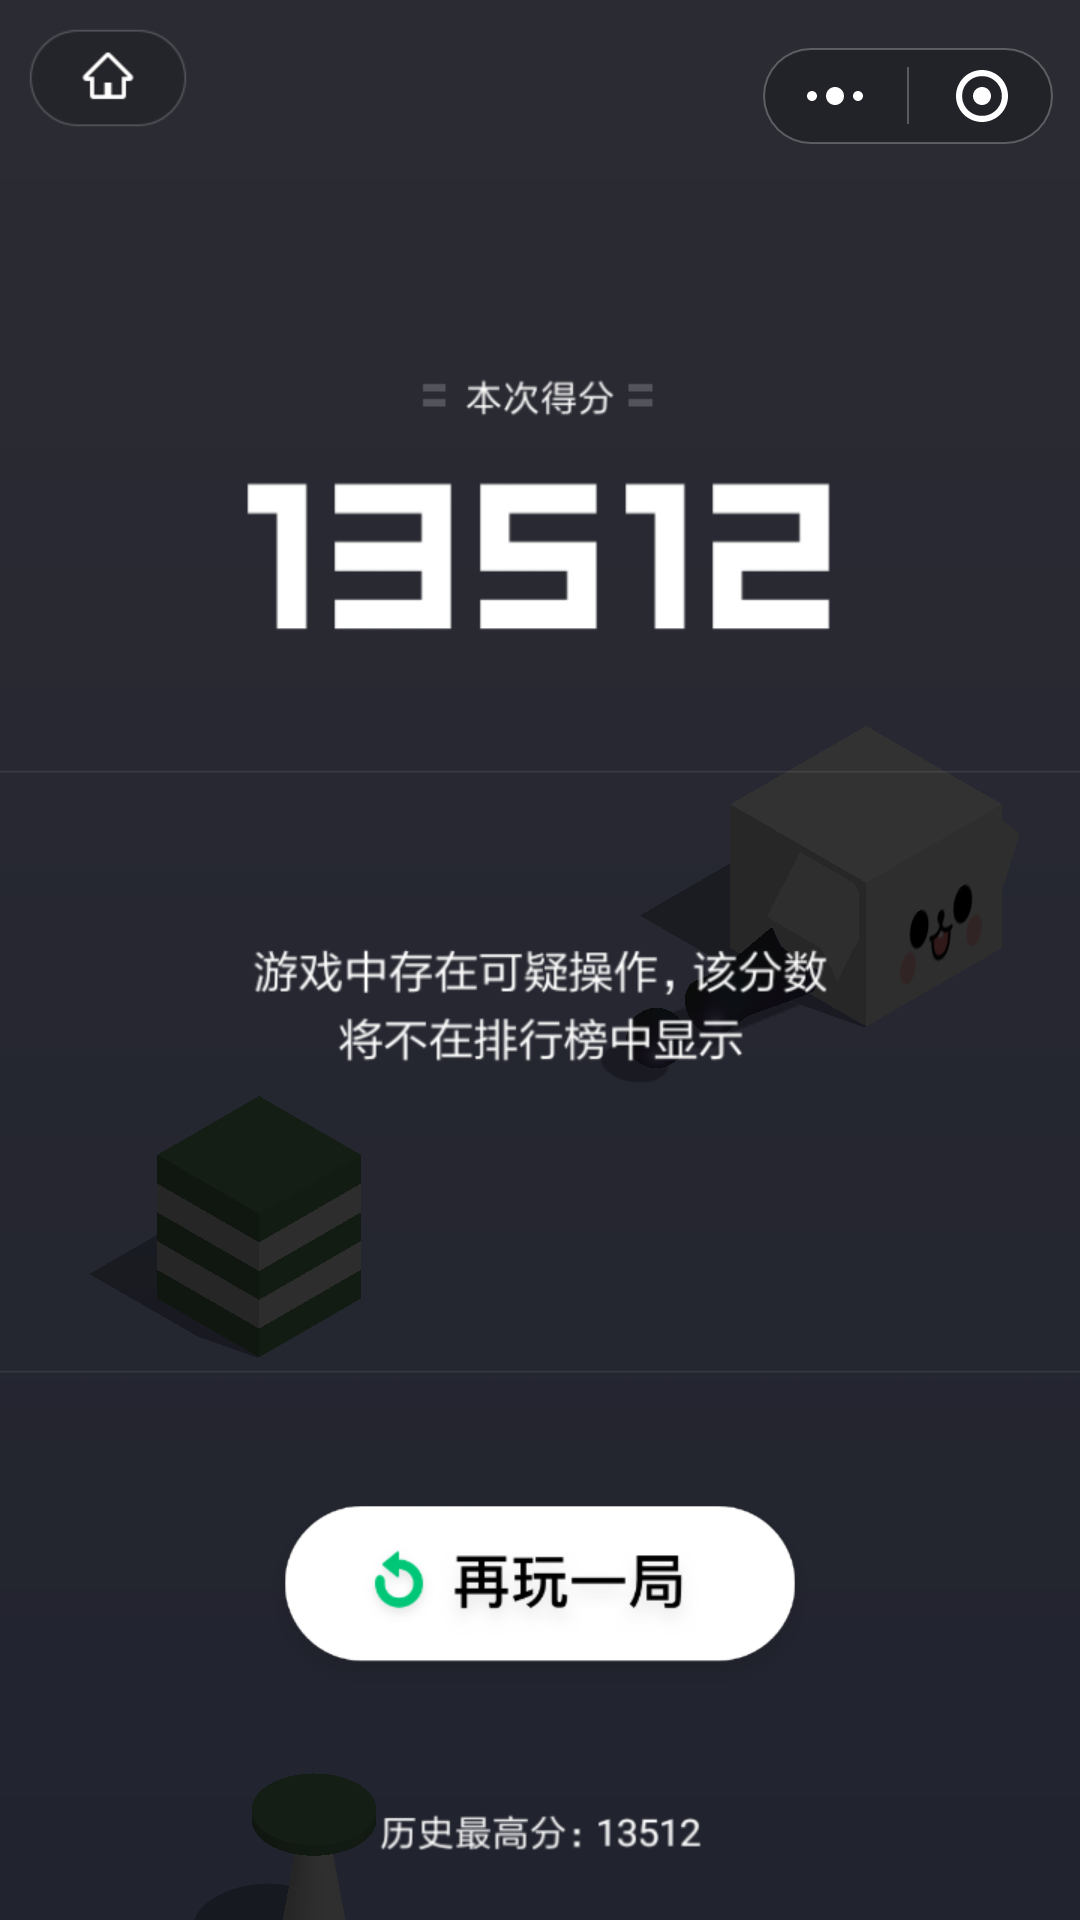 本次得分
13512
游戏中存在可疑操作，该分数
将不在排行榜中显示
再玩一局
历史最高分：13512